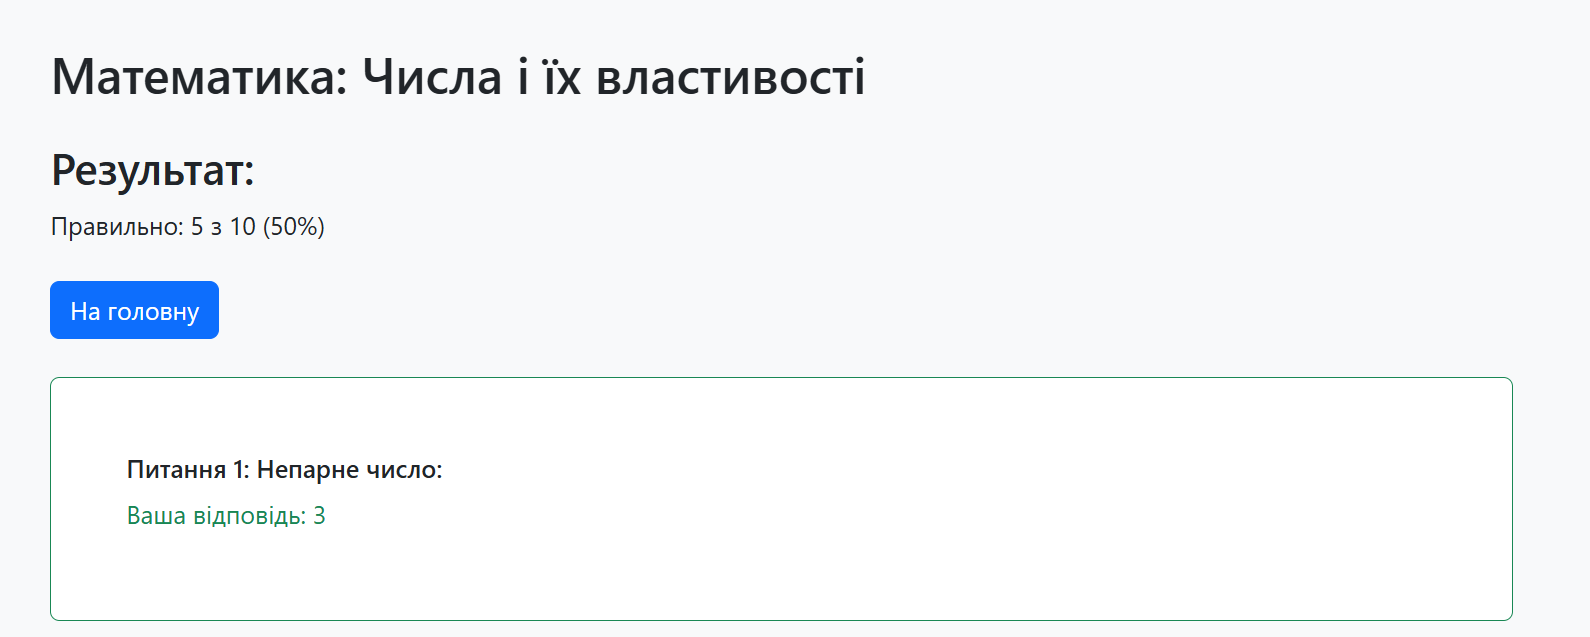 Математика: Числа і їх властивості
Результат:
Правильно: 5 з 10 (50%)
На головну
Питання 1: Непарне число:
Ваша відповідь: 3